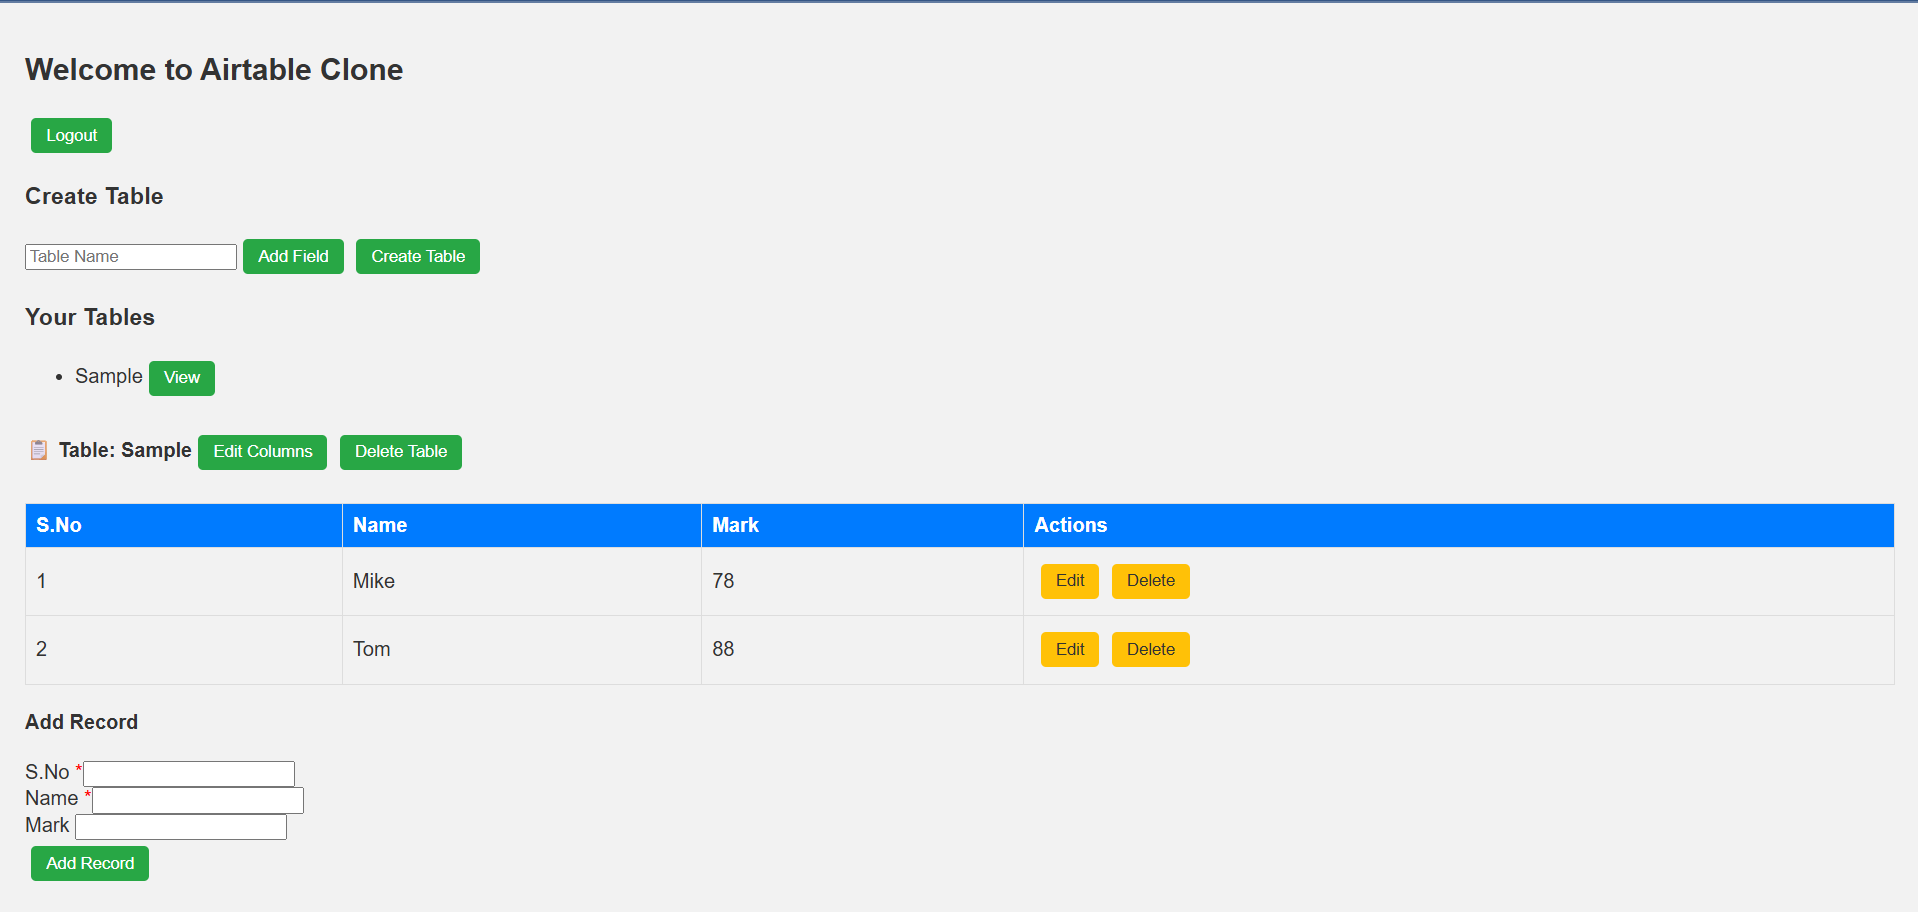 Welcome to Airtable Clone
Logout
Create Table
Table Name Add Field Create Table
Your Tables
• Sample View
📋 Table: Sample Edit Columns Delete Table
S.No Name Mark Actions
1 Mike 78 Edit Delete
2 Tom 88 Edit Delete
Add Record
S.No *
Name *
Mark
Add Record